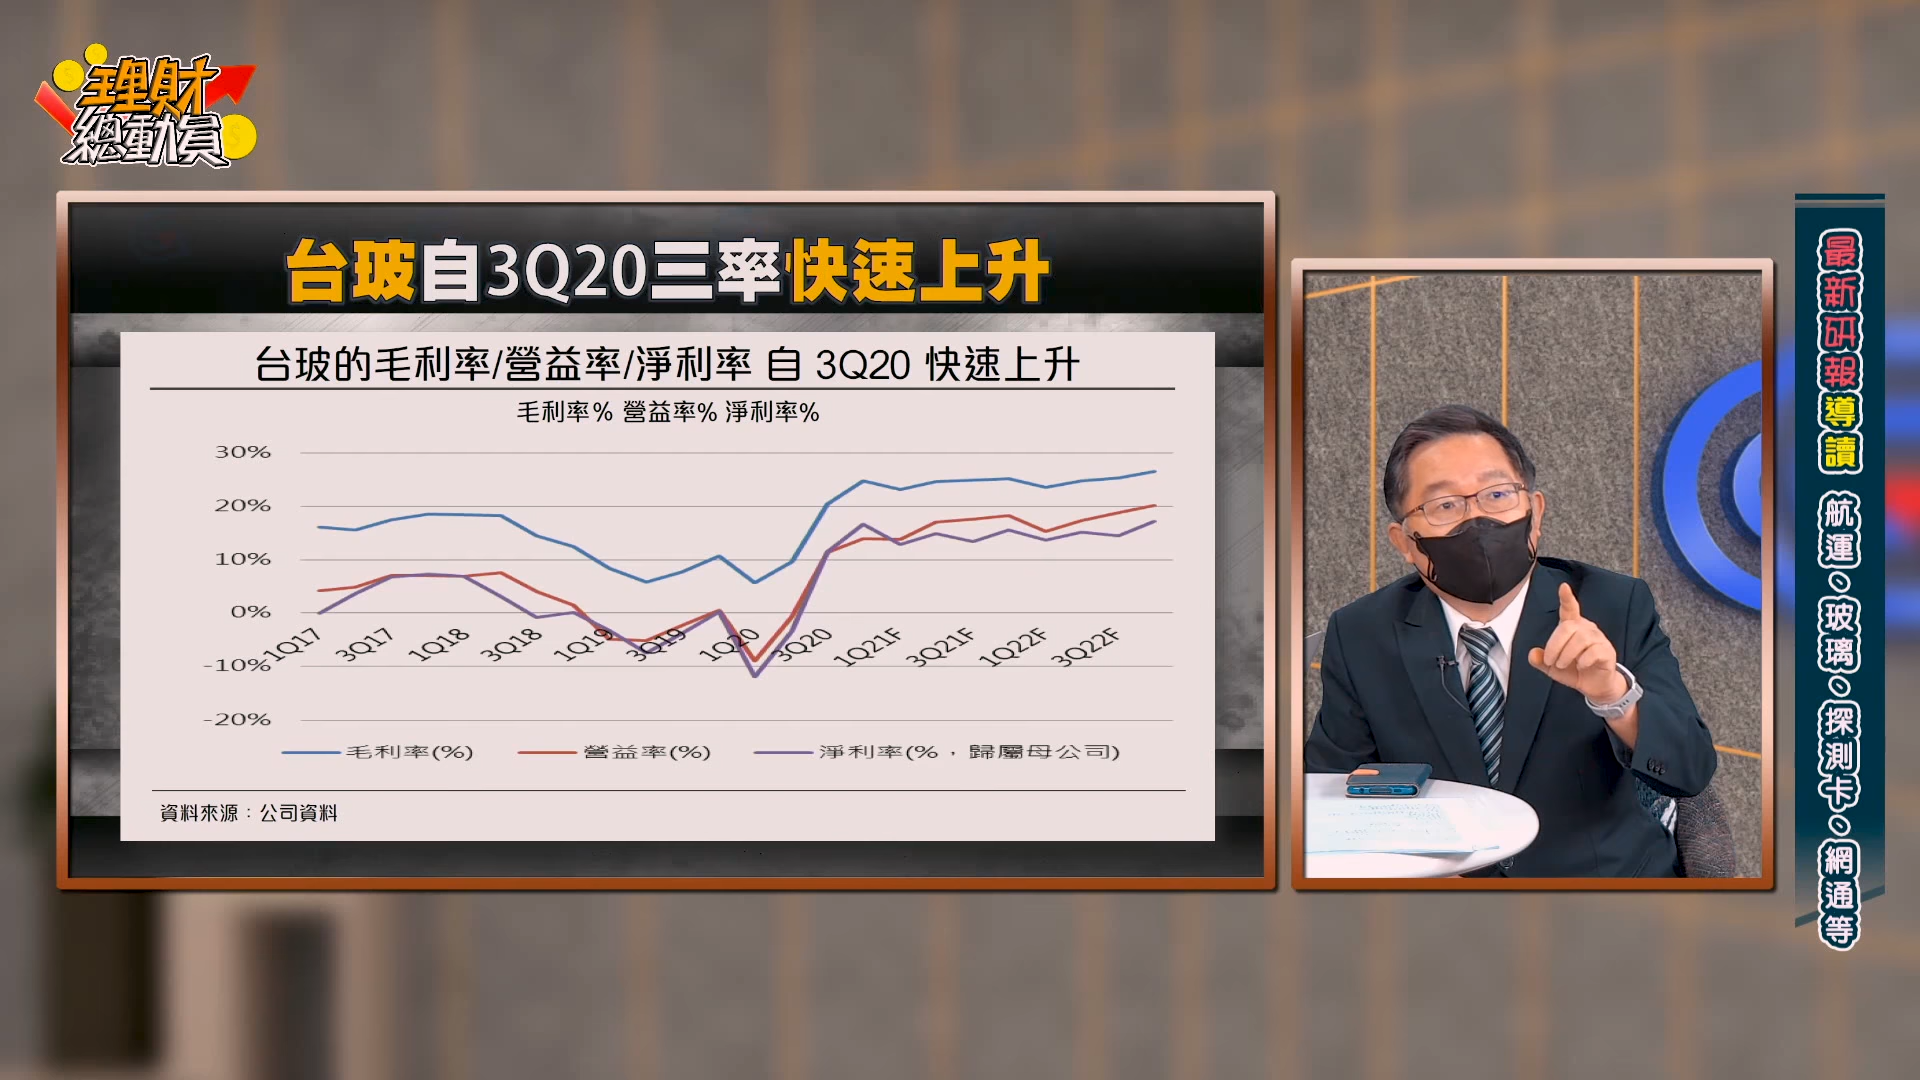 理財
總動員
台玻自3Q20三率快速上升
台玻的毛利率/營益率/淨利率 自 3Q20 快速上升
毛利率% 營益率% 淨利率%
30%
20%
10%
0%
-10%
-20%
1Q17 3Q17 1Q18 3Q18 1Q19 3Q19 1Q20 3Q20 1Q21F 3Q21F 1Q22F 3Q22F
毛利率(%) 營益率(%) 淨利率(%，歸屬母公司)
資料來源：公司資料
最新研報導讀 航運。玻璃。探測卡。網通等